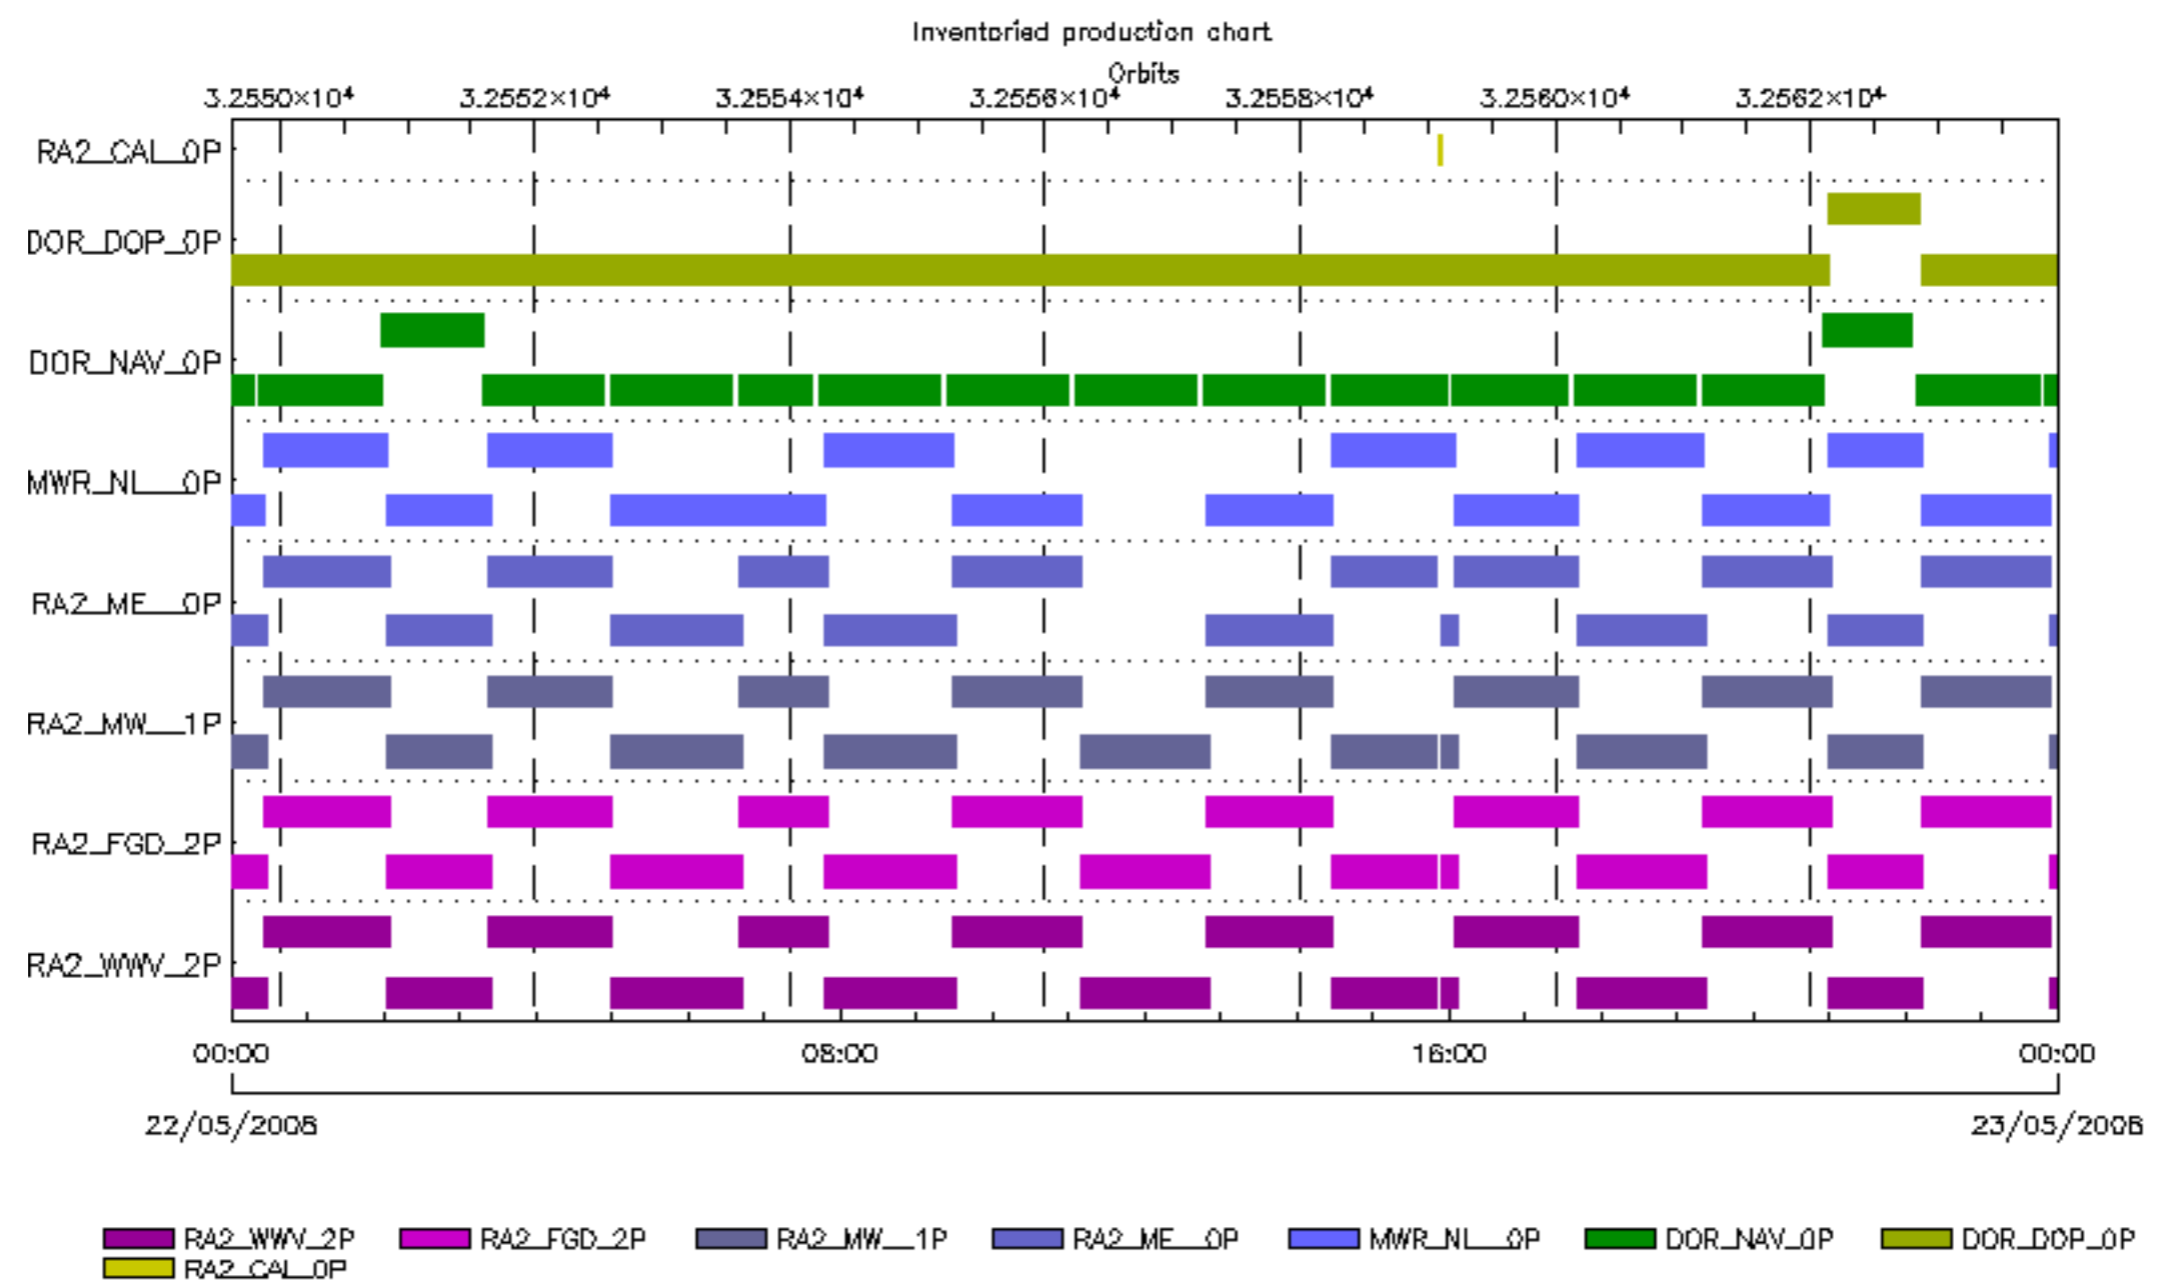 Inventoried production chart
Orbits
3.2550×10⁴ 3.2552×10⁴ 3.2554×10⁴ 3.2556×10⁴ 3.2558×10⁴ 3.2560×10⁴ 3.2562×10⁴
RA2_CAL_0P
DOR_DOP_0P
DOR_NAV_0P
MWR_NL__0P
RA2_ME__0P
RA2_MW__1P
RA2_FGD_2P
RA2_WWV_2P
00:00 08:00 16:00 00:00
22/05/2008 23/05/2008
RA2_WWV_2P RA2_FGD_2P RA2_MW__1P RA2_ME__0P MWR_NL__0P DOR_NAV_0P DOR_DOP_0P
RA2_CAL_0P